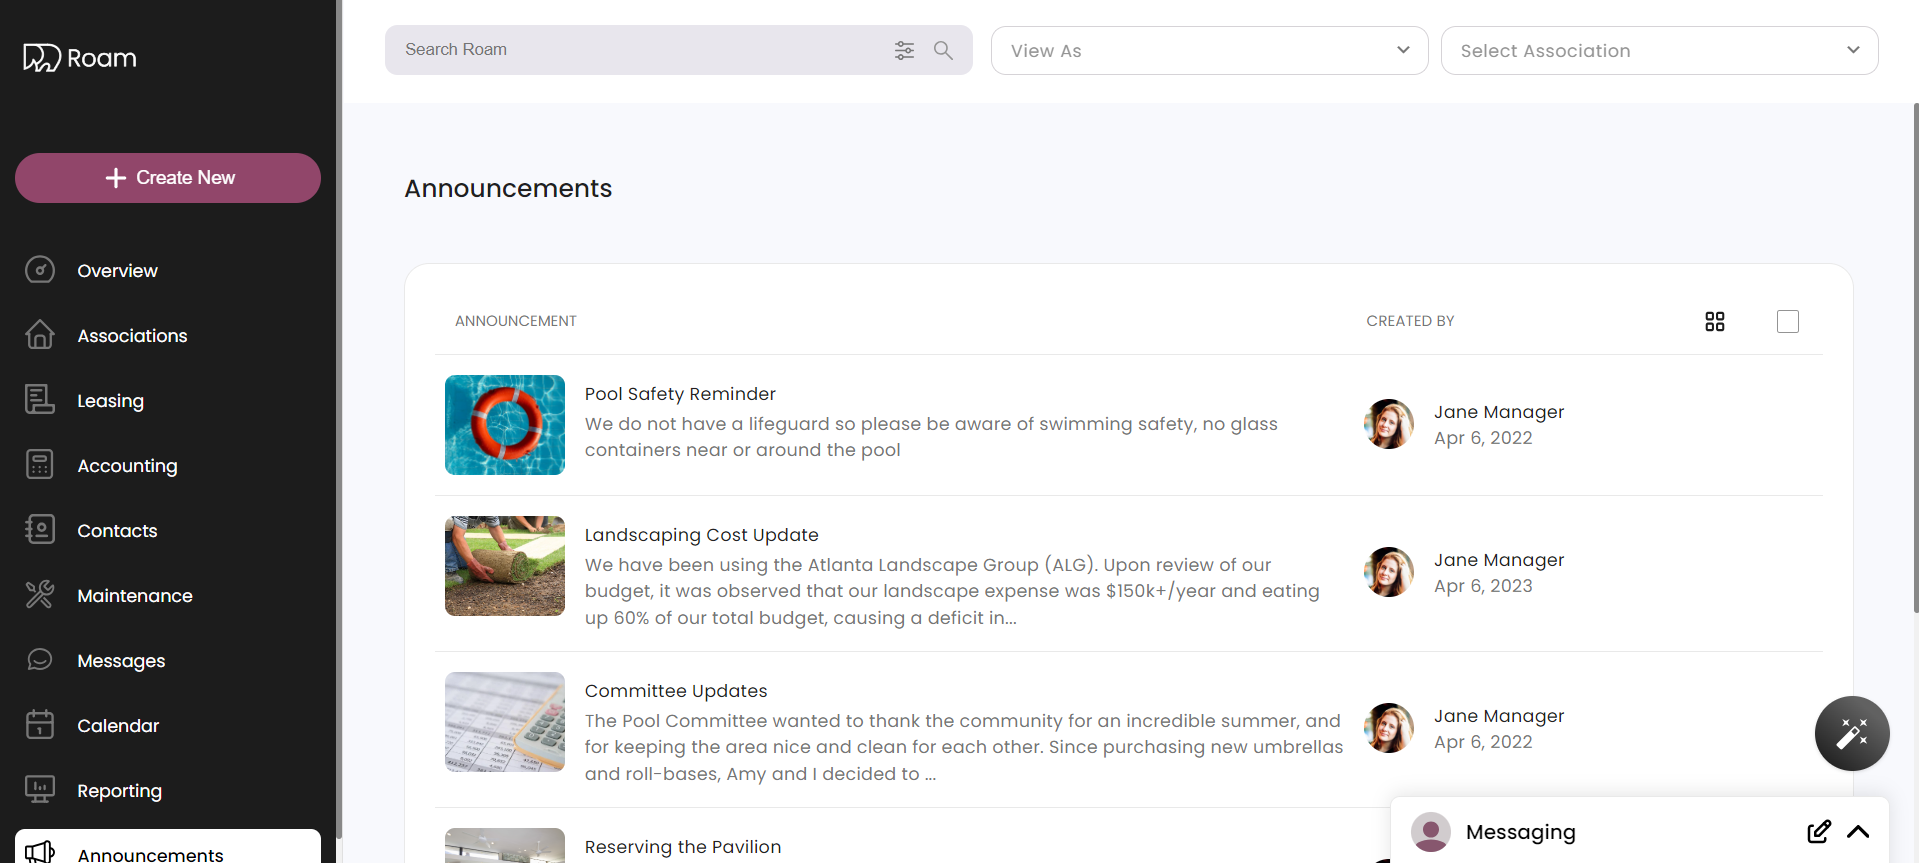 Roam
Search Roam
View As
Select Association
Create New
Overview
Associations
Leasing
Accounting
Contacts
Maintenance
Messages
Calendar
1
Reporting
Announcements
Announcements
ANNOUNCEMENT
CREATED BY
Pool Safety Reminder
We do not have a lifeguard so please be aware of swimming safety, no glass
containers near or around the pool
Jane Manager
Apr 6, 2022
Landscaping Cost Update
We have been using the Atlanta Landscape Group (ALG). Upon review of our
budget, it was observed that our landscape expense was $150k+/year and eating
up 60% of our total budget, causing a deficit in...
Jane Manager
Apr 6, 2023
Committee Updates
The Pool Committee wanted to thank the community for an incredible summer, and
for keeping the area nice and clean for each other. Since purchasing new umbrellas
and roll-bases, Amy and I decided to ...
Jane Manager
Apr 6, 2022
Reserving the Pavilion
Messaging